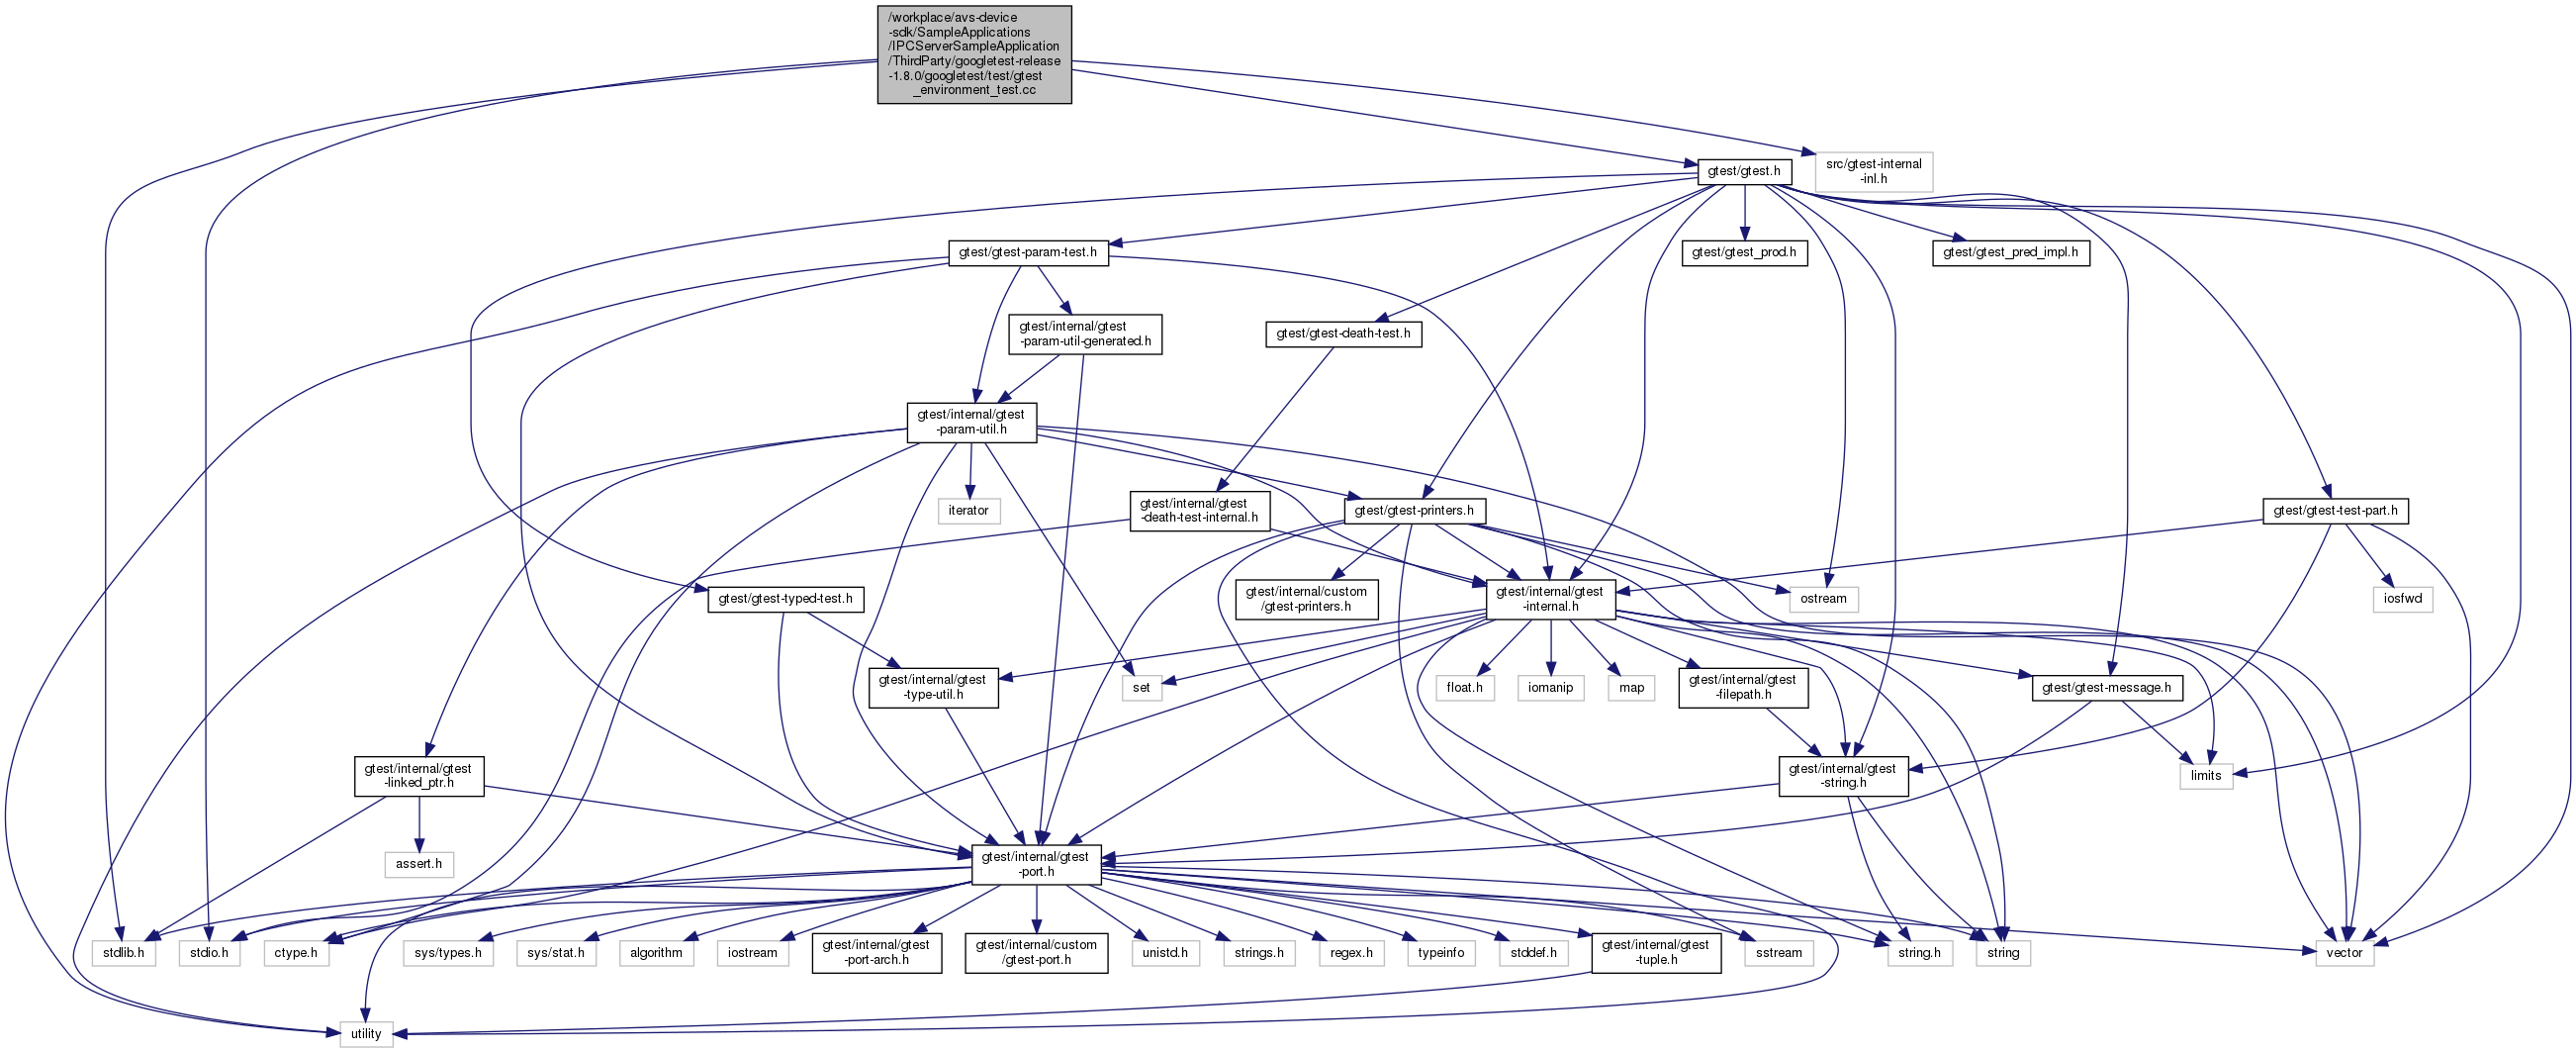 /workplace/avs-device
-sdk/SampleApplications
/IPCServerSampleApplication
/ThirdParty/googletest-release
-1.8.0/googletest/test/gtest
_environment_test.cc
gtest/gtest.h
src/gtest-internal
-inl.h
gtest/gtest-param-test.h
gtest/gtest_prod.h
gtest/gtest_pred_impl.h
gtest/internal/gtest
-param-util-generated.h
gtest/gtest-death-test.h
gtest/internal/gtest
-param-util.h
iterator
gtest/internal/gtest
-death-test-internal.h
gtest/gtest-printers.h
gtest/gtest-test-part.h
gtest/gtest-typed-test.h
gtest/internal/custom
/gtest-printers.h
gtest/internal/gtest
-internal.h
ostream
iosfwd
gtest/internal/gtest
-type-util.h
set
float.h
iomanip
map
gtest/internal/gtest
-filepath.h
gtest/gtest-message.h
gtest/internal/gtest
-linked_ptr.h
gtest/internal/gtest
-string.h
limits
assert.h
gtest/internal/gtest
-port.h
stdlib.h
stdio.h
ctype.h
sys/types.h
sys/stat.h
algorithm
iostream
gtest/internal/gtest
-port-arch.h
gtest/internal/custom
/gtest-port.h
unistd.h
strings.h
regex.h
typeinfo
stddef.h
gtest/internal/gtest
-tuple.h
sstream
string.h
string
vector
utility